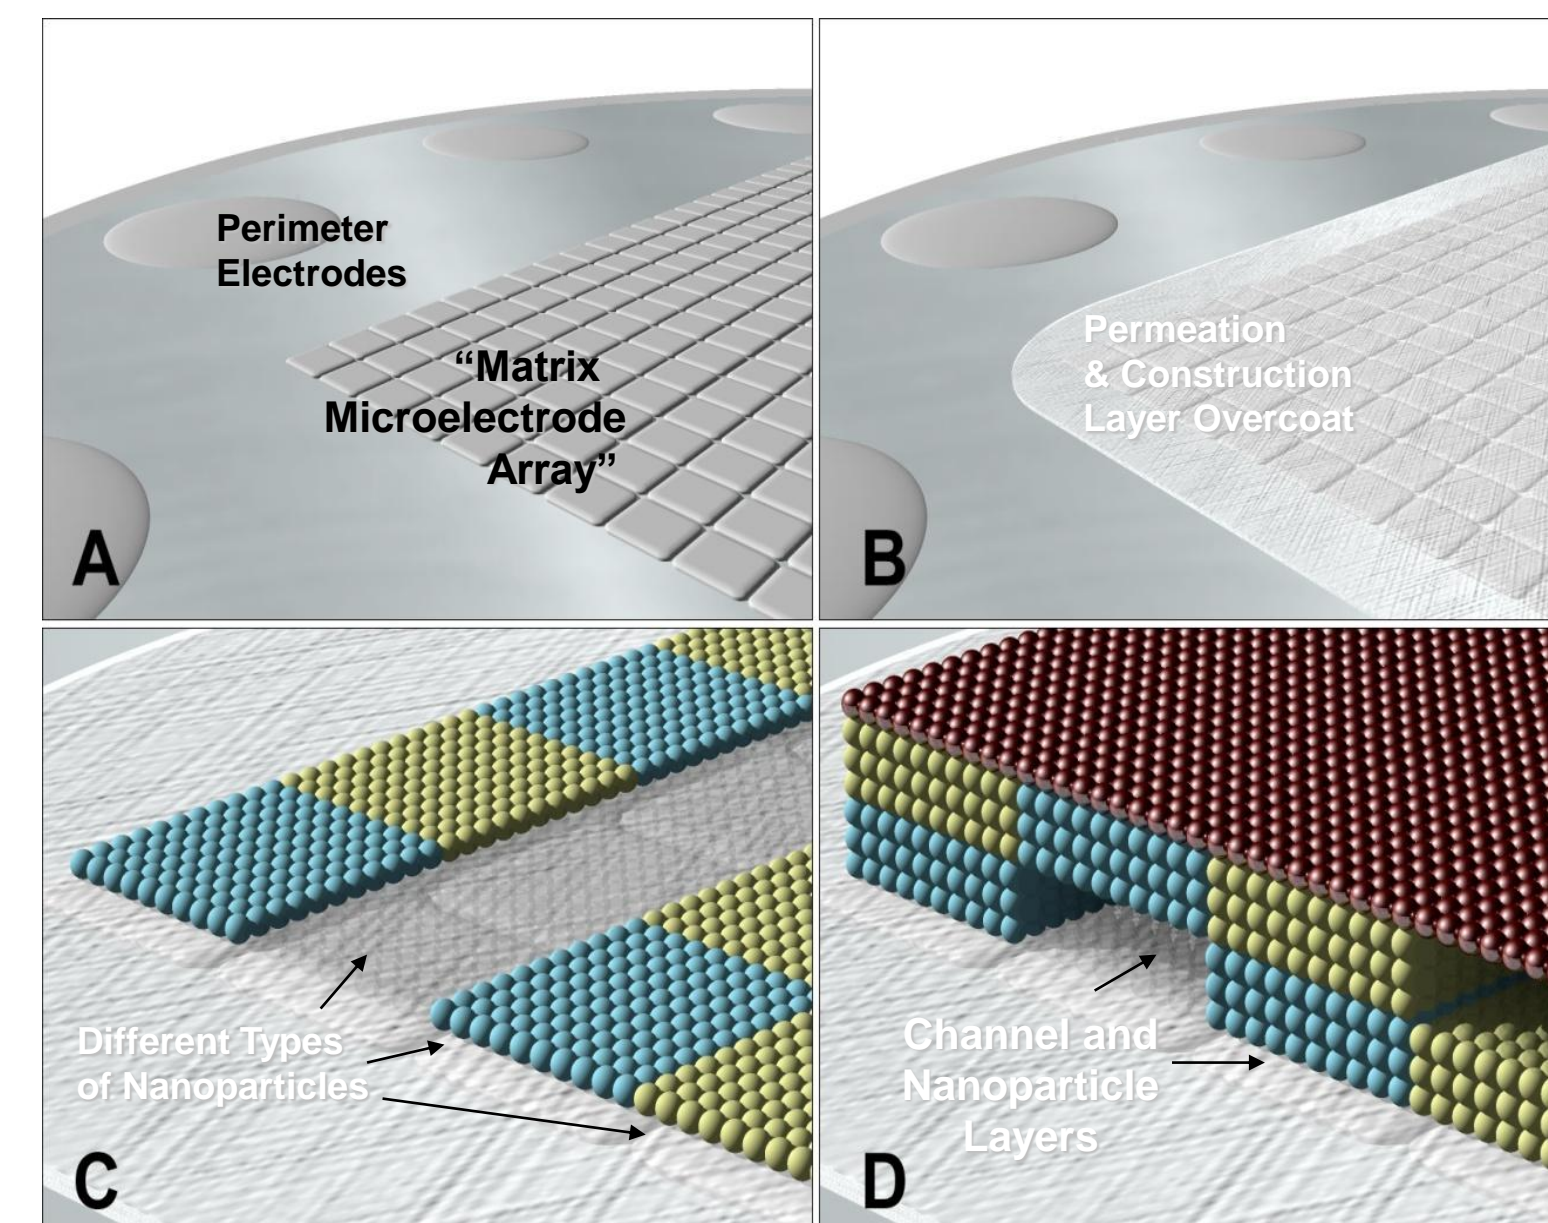 Perimeter
Electrodes
“Matrix
Microelectrode
Array”
A
Permeation
& Construction
Layer Overcoat
B
Different Types
of Nanoparticles
C
Channel and
Nanoparticle
Layers
D